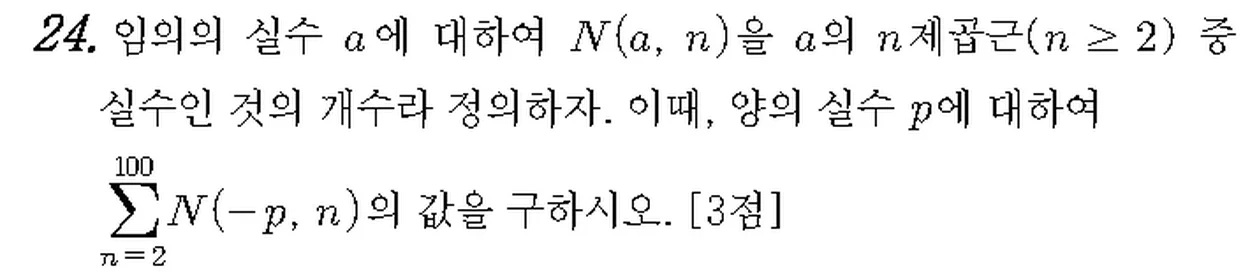 24. 임의의 실수 a에 대하여 N(a, n)을 a의 n제곱근(n ≥ 2) 중
실수인 것의 개수라 정의하자. 이때, 양의 실수 p에 대하여
\sum_{n=2}^{100} N(-p, n)의 값을 구하시오. [3점]